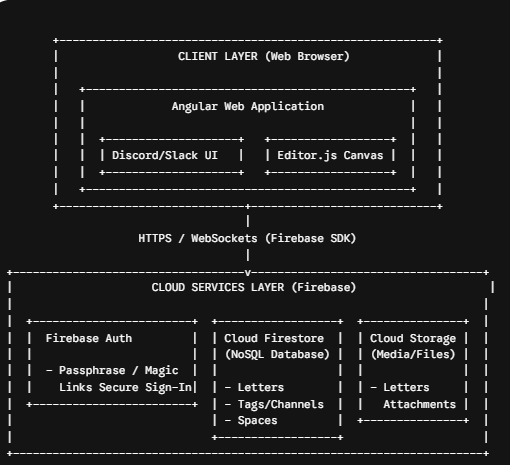 CLIENT LAYER (Web Browser)
Angular Web Application
Discord/Slack UI
Editor.js Canvas
HTTPS / WebSockets (Firebase SDK)
v
CLOUD SERVICES LAYER (Firebase)
Firebase Auth
- Passphrase / Magic
Links Secure Sign-In
Cloud Firestore
(NoSQL Database)
- Letters
- Tags/Channels
- Spaces
Cloud Storage
(Media/Files)
- Letters
Attachments